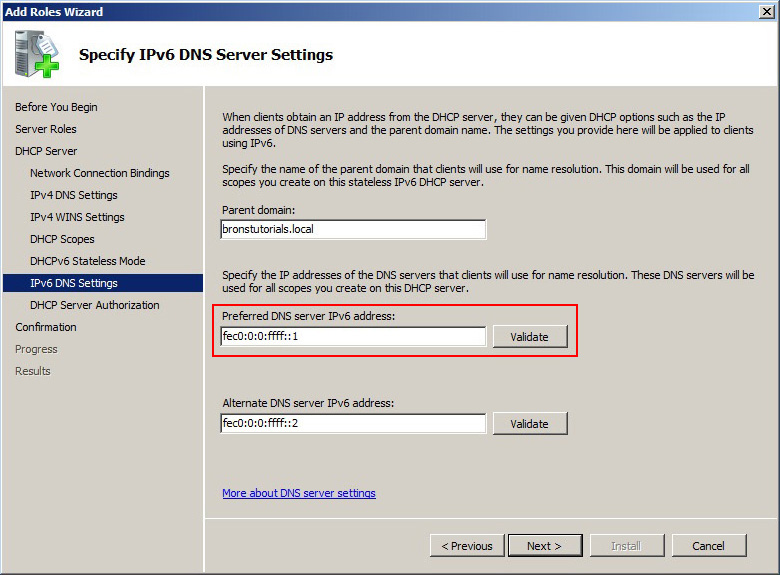 Add Roles Wizard
Specify IPv6 DNS Server Settings
Before You Begin
Server Roles
DHCP Server
Network Connection Bindings
IPv4 DNS Settings
IPv4 WINS Settings
DHCP Scopes
DHCPv6 Stateless Mode
IPv6 DNS Settings
DHCP Server Authorization
Confirmation
Progress
Results
When clients obtain an IP address from the DHCP server, they can be given DHCP options such as the IP
addresses of DNS servers and the parent domain name. The settings you provide here will be applied to clients
using IPv6.
Specify the name of the parent domain that clients will use for name resolution. This domain will be used for all
scopes you create on this stateless IPv6 DHCP server.
Parent domain:
bronstutorials.local
Specify the IP addresses of the DNS servers that clients will use for name resolution. These DNS servers will be
used for all scopes you create on this DHCP server.
Preferred DNS server IPv6 address:
fec0:0:0:ffff::1 Validate
Alternate DNS server IPv6 address:
fec0:0:0:ffff::2 Validate
More about DNS server settings
< Previous Next > Install Cancel